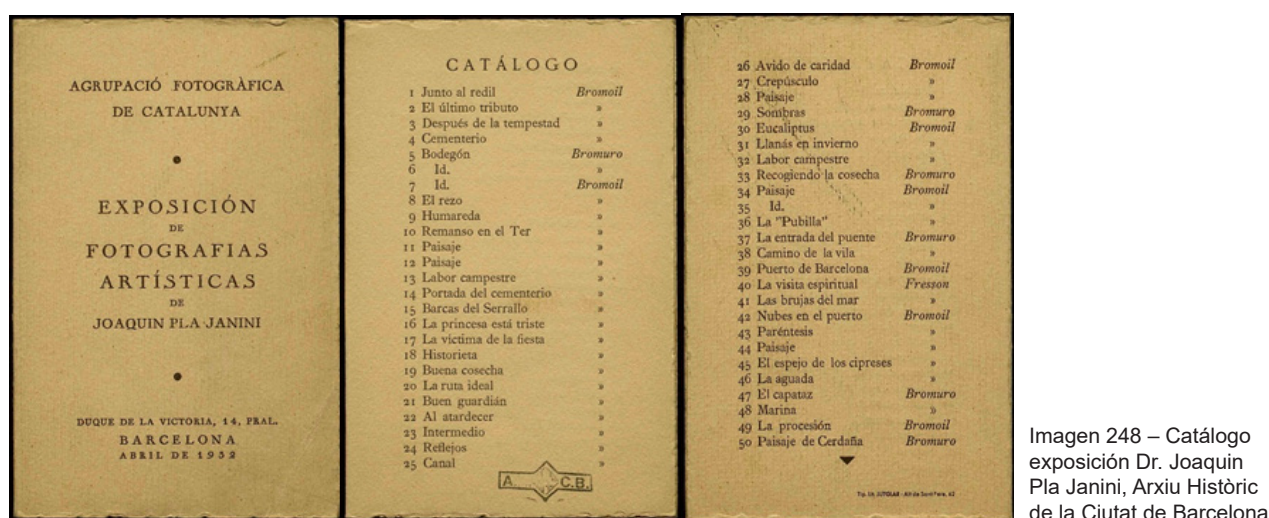 AGRUPACIÓ FOTOGRÀFICA
DE CATALUNYA
•
EXPOSICIÓN
DE
FOTOGRAFIAS
ARTÍSTICAS
DE
JOAQUIN PLA JANINI
•
DUQUE DE LA VICTORIA, 14, PRAL.
BARCELONA
ABRIL DE 1932
CATÁLOGO
1 Junto al redil Bromoil
2 El último tributo »
3 Después de la tempestad »
4 Cementerio »
5 Bodegón Bromuro
6 Id. »
7 Id. Bromoil
8 El rezo »
9 Humareda »
10 Remanso en el Ter »
11 Paisaje »
12 Paisaje »
13 Labor campestre »
14 Portada del cementerio »
15 Barcas del Serrallo »
16 La princesa está triste »
17 La víctima de la fiesta »
18 Historieta »
19 Buena cosecha »
20 La ruta ideal »
21 Buen guardián »
22 Al atardecer »
23 Intermedio »
24 Reflejos »
25 Canal »
A. C.B.
26 Avido de caridad Bromoil
27 Crepúsculo »
28 Paisaje »
29 Sombras Bromuro
30 Eucaliptus Bromoil
31 Llanás en invierno »
32 Labor campestre »
33 Recogiendo la cosecha Bromuro
34 Paisaje Bromoil
35 Id. »
36 La "Pubilla" »
37 La entrada del puente Bromuro
38 Camino de la vila »
39 Puerto de Barcelona Bromoil
40 La visita espiritual Fresson
41 Las brujas del mar »
42 Nubes en el puerto Bromoil
43 Paréntesis »
44 Paisaje »
45 El espejo de los cipreses »
46 La aguada »
47 El capataz Bromuro
48 Marina »
49 La procesión Bromoil
50 Paisaje de Cerdaña Bromuro
Imagen 248 – Catálogo
exposición Dr. Joaquin
Pla Janini, Arxiu Històric
de la Ciutat de Barcelona